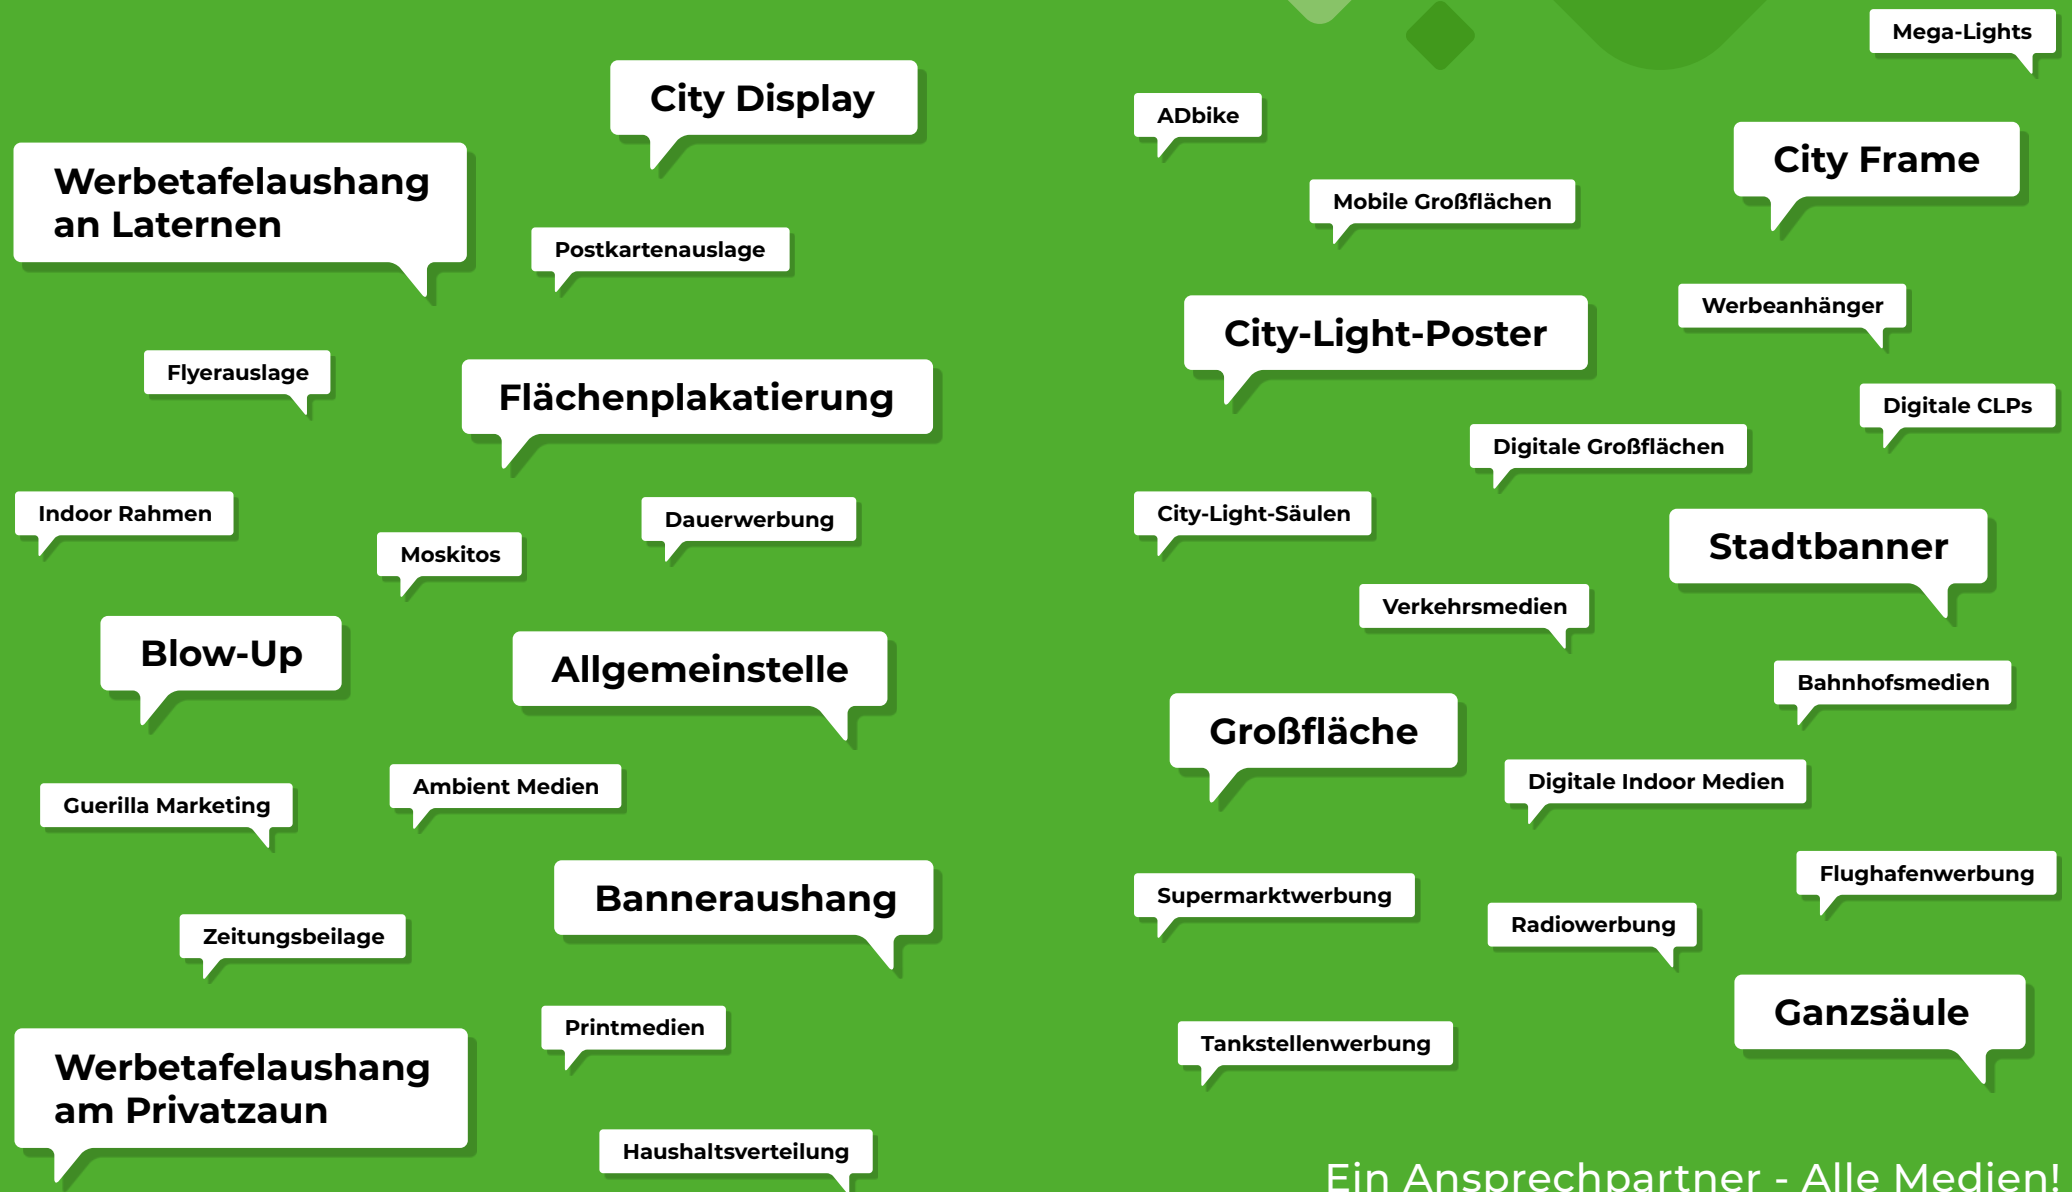 City Display
Werbetafelaushang
an Laternen
Postkartenauslage
Flyerauslage
Flächenplakatierung
Indoor Rahmen
Moskitos
Dauerwerbung
Blow-Up
Allgemeinstelle
Guerilla Marketing
Ambient Medien
Banneraushang
Zeitungsbeilage
Printmedien
Werbetafelaushang
am Privatzaun
Haushaltsverteilung
Mega-Lights
ADbike
City Frame
Mobile Großflächen
Werbeanhänger
City-Light-Poster
Digitale CLPs
Digitale Großflächen
City-Light-Säulen
Stadtbanner
Verkehrsmedien
Bahnhofsmedien
Großfläche
Digitale Indoor Medien
Flughafenwerbung
Supermarktwerbung
Radiowerbung
Ganzsäule
Tankstellenwerbung
Ein Ansprechpartner - Alle Medien!